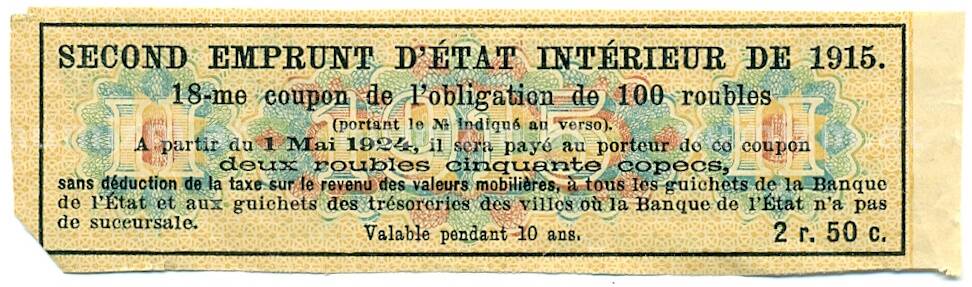 SECOND EMPRUNT D'ÉTAT INTÉRIEUR DE 1915.
18-me coupon de l'obligation de 100 roubles
(portant le № indiqué au verso).
A partir du 1 Mai 1924, il sera payé au porteur de ce coupon
deux roubles cinquante copecs,
sans déduction de la taxe sur le revenu des valeurs mobilières, à tous les guichets de la Banque
de l'État et aux guichets des trésoreries des villes où la Banque de l'État n'a pas
de succursale.
Valable pendant 10 ans.
2 r. 50 c.
II 1915 II